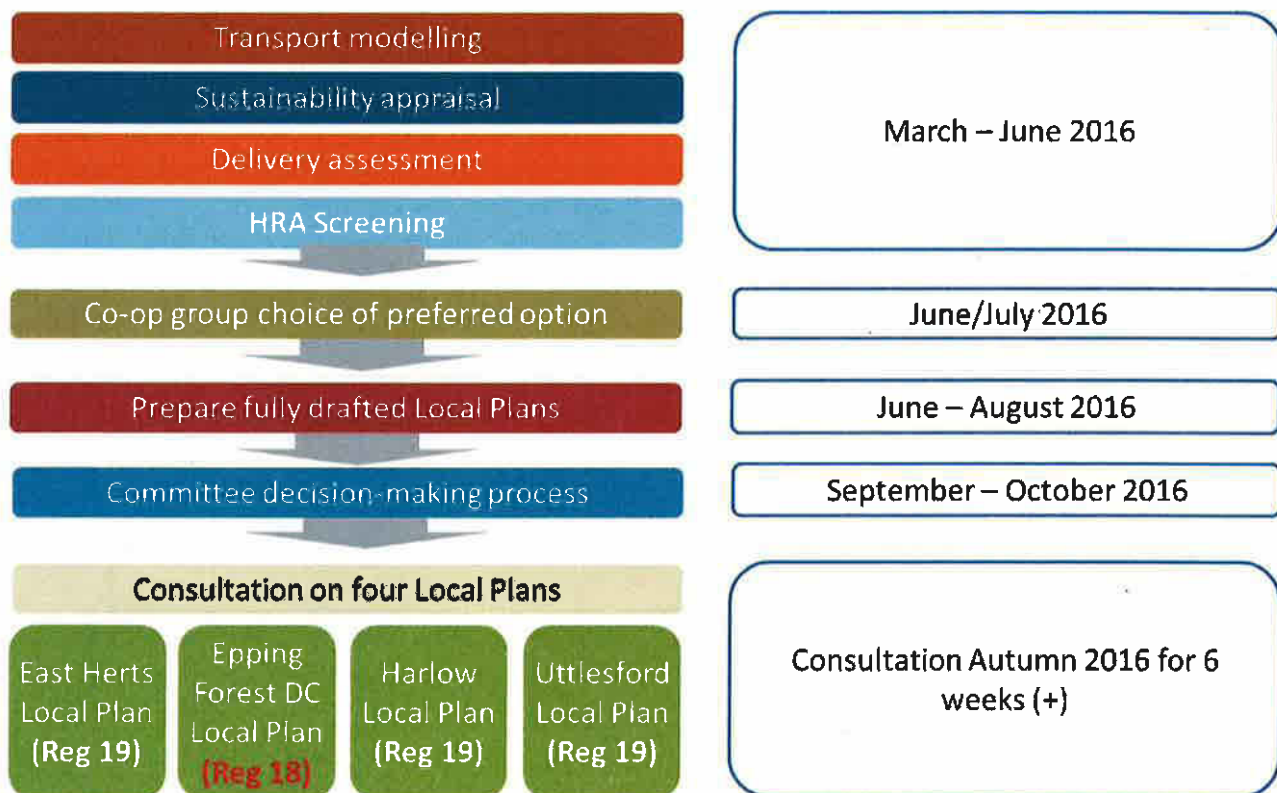 Transport modelling
Sustainability appraisal
Delivery assessment
HRA Screening
March – June 2016
Co-op group choice of preferred option
June/July 2016
Prepare fully drafted Local Plans
June – August 2016
Committee decision-making process
September – October 2016
Consultation on four Local Plans
East Herts
Local Plan
(Reg 19)
Epping
Forest DC
Local Plan
(Reg 18)
Harlow
Local Plan
(Reg 19)
Uttlesford
Local Plan
(Reg 19)
Consultation Autumn 2016 for 6
weeks (+)